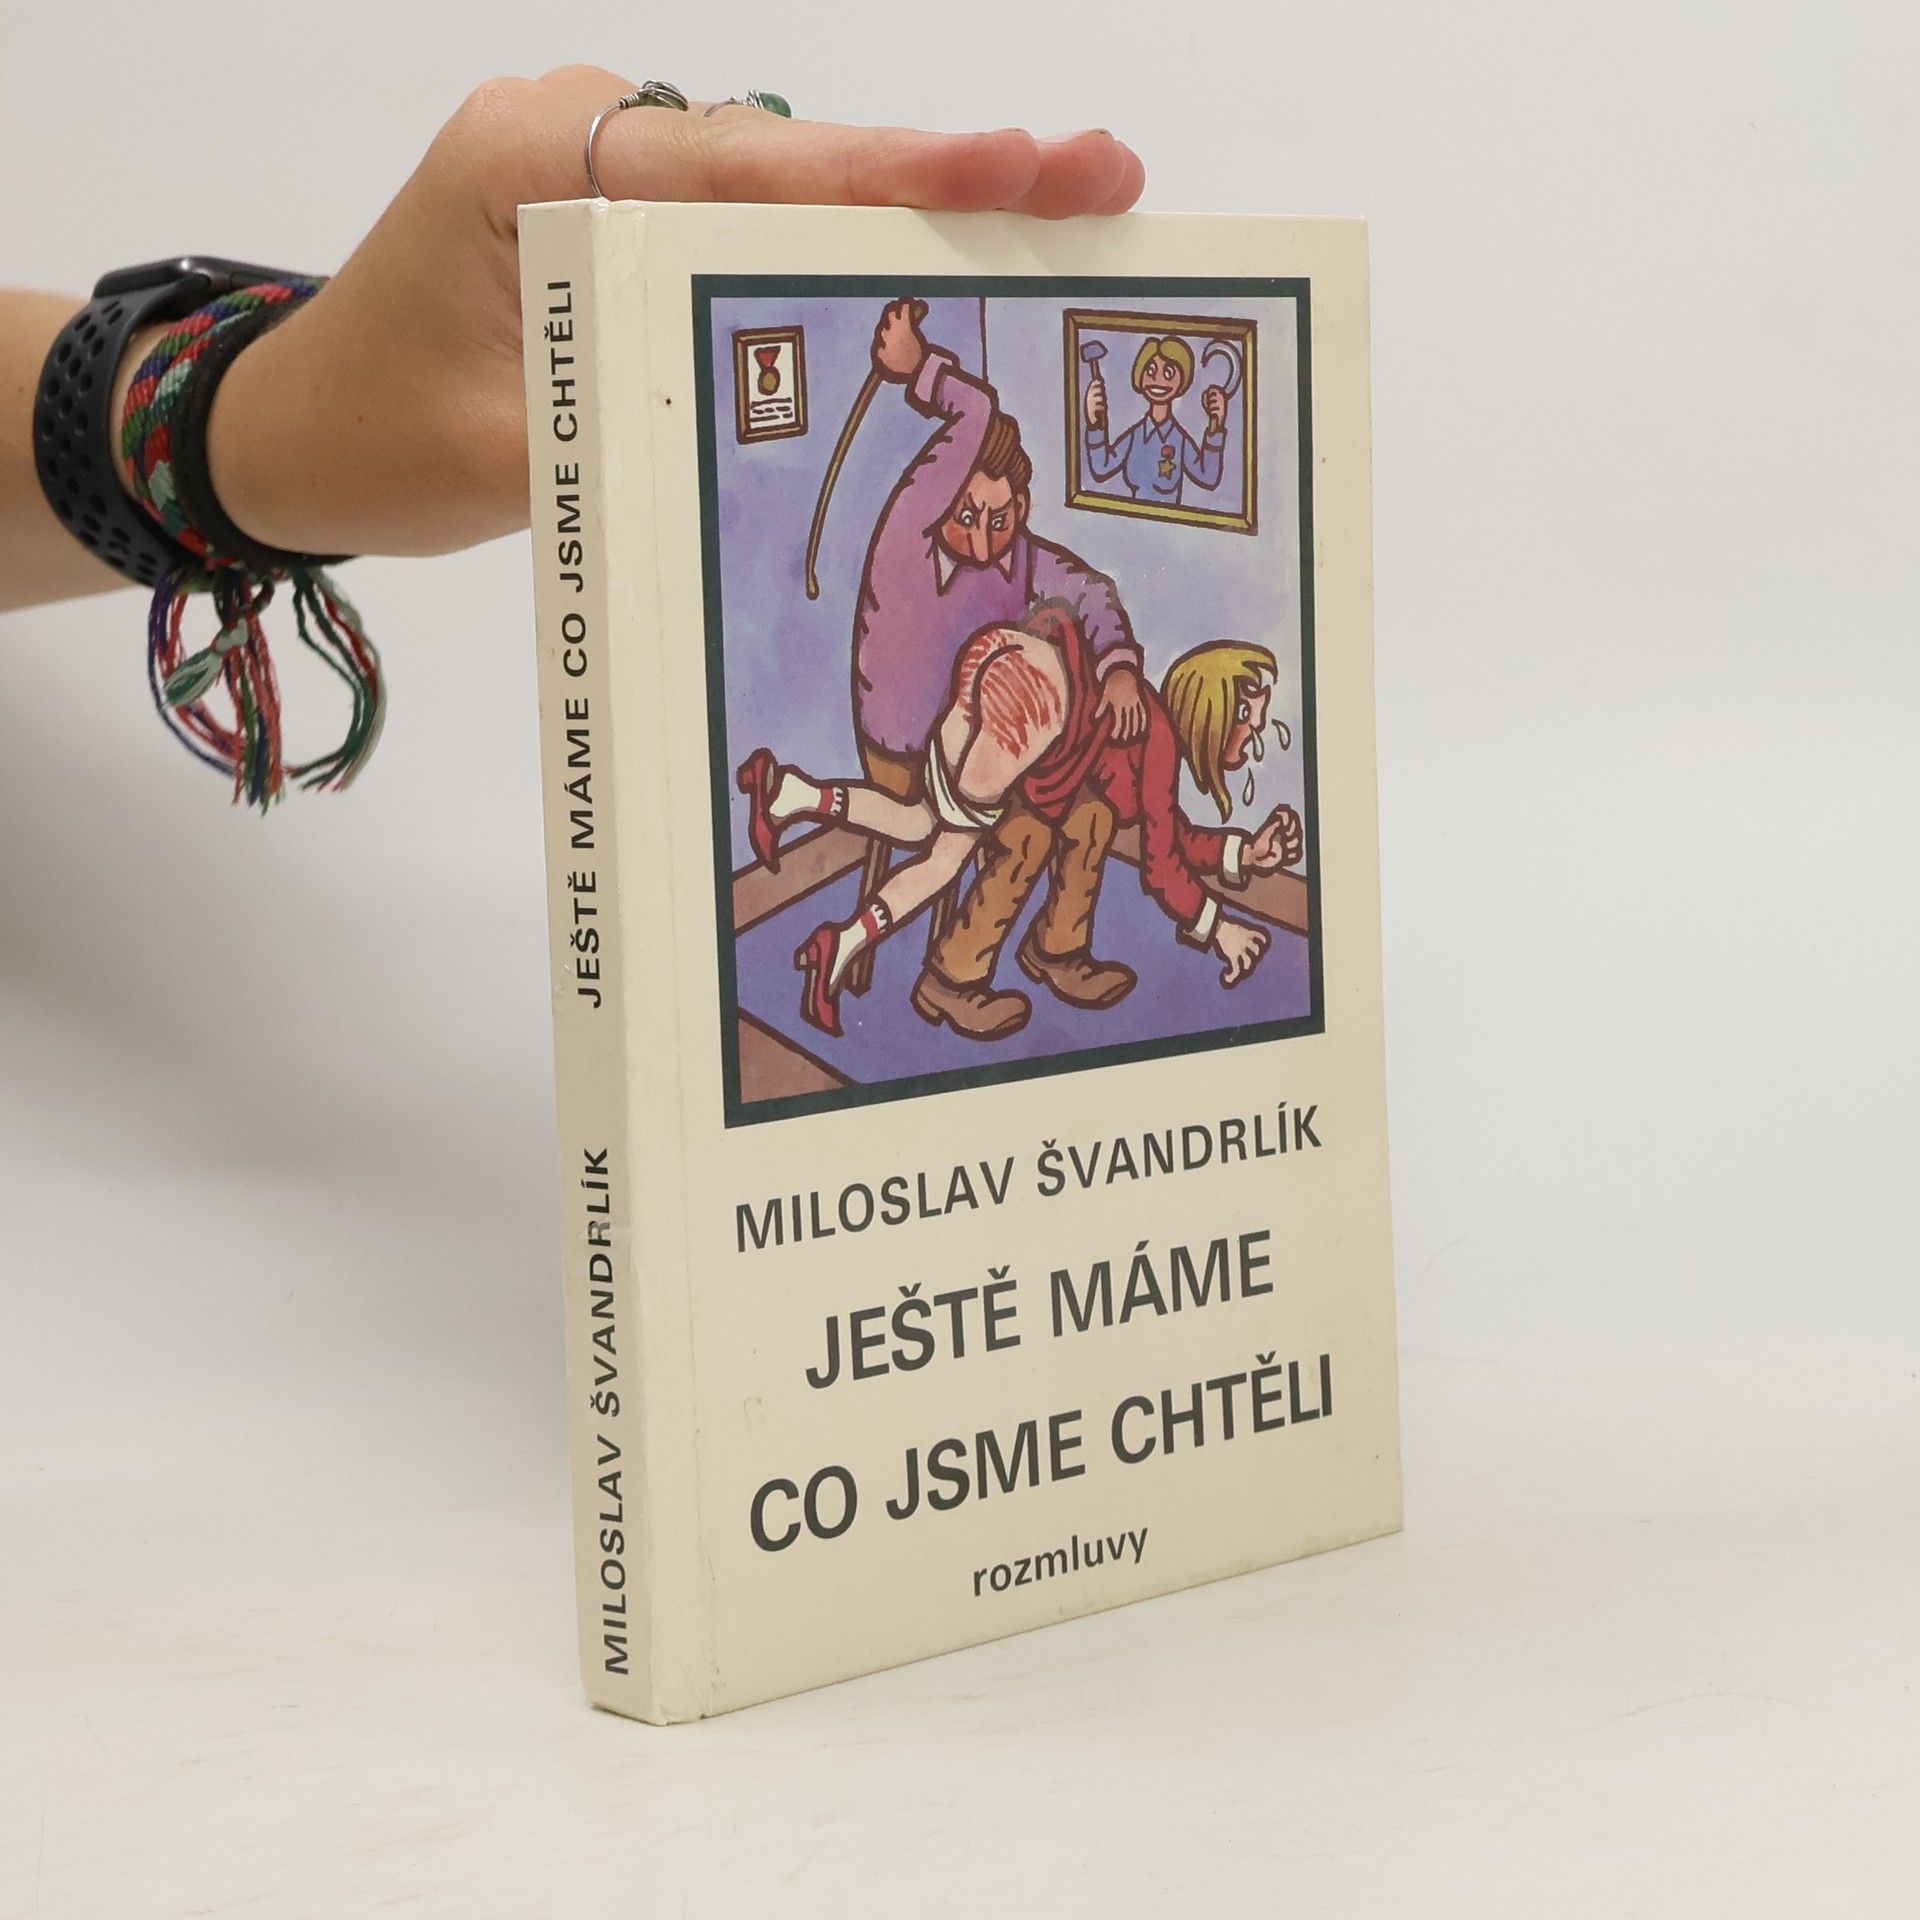 JEŠTĚ MÁME CO JSME CHTĚLI
MILOSLAV ŠVANDRLÍK
MILOSLAV ŠVANDRLÍK
JEŠTĚ MÁME
CO JSME CHTĚLI
rozmluvy